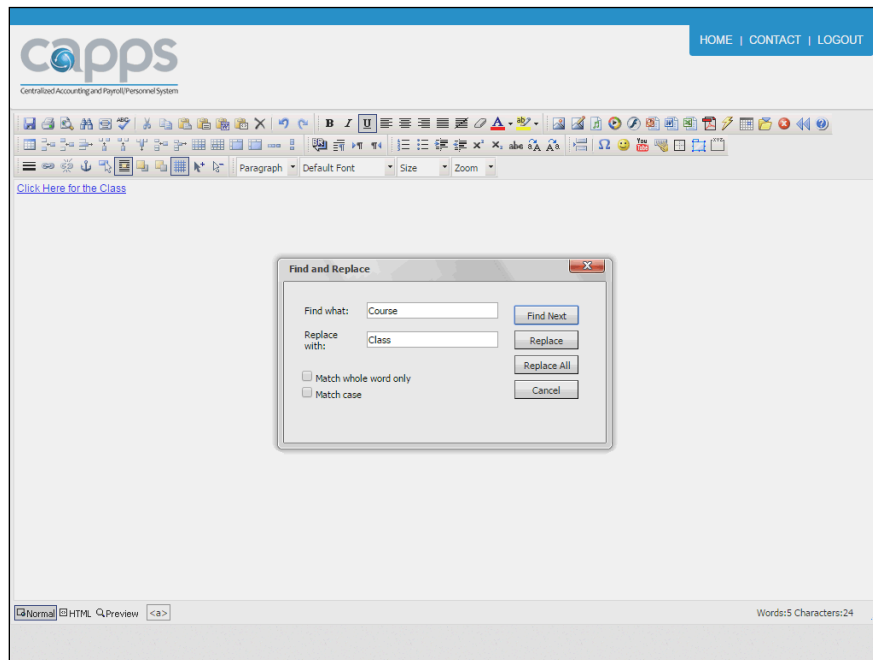 HOME | CONTACT | LOGOUT
capps
Centralized Accounting and Payroll/Personnel System
Paragraph Default Font Size Zoom
Click Here for the Class
Find and Replace
Find what: Course
Find Next
Replace with: Class
Replace
Replace All
Match whole word only
Match case
Cancel
Normal HTML Preview <a> Words:5 Characters:24